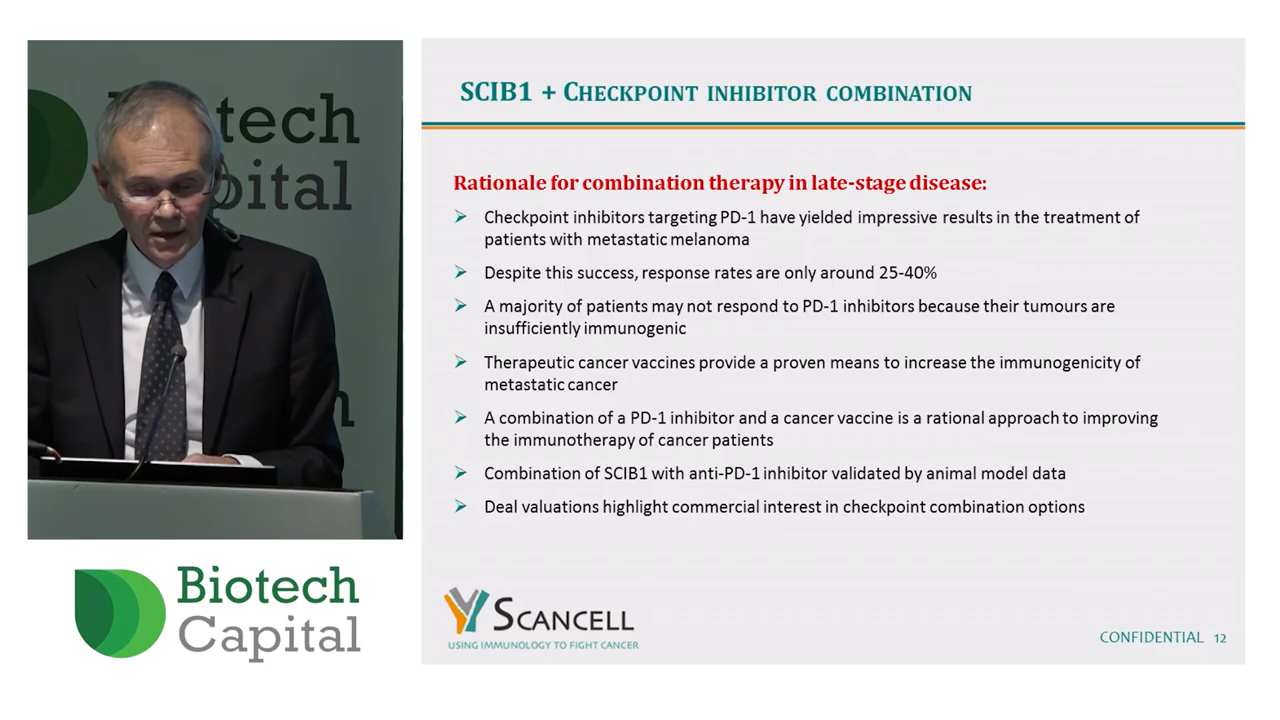 Biotech
Capital
SCIB1 + CHECKPOINT INHIBITOR COMBINATION
Rationale for combination therapy in late-stage disease:
Checkpoint inhibitors targeting PD-1 have yielded impressive results in the treatment of
patients with metastatic melanoma
Despite this success, response rates are only around 25-40%
A majority of patients may not respond to PD-1 inhibitors because their tumours are
insufficiently immunogenic
Therapeutic cancer vaccines provide a proven means to increase the immunogenicity of
metastatic cancer
A combination of a PD-1 inhibitor and a cancer vaccine is a rational approach to improving
the immunotherapy of cancer patients
Combination of SCIB1 with anti-PD-1 inhibitor validated by animal model data
Deal valuations highlight commercial interest in checkpoint combination options
Biotech
Capital
SCANCELL
USING IMMUNOLOGY TO FIGHT CANCER
CONFIDENTIAL 12